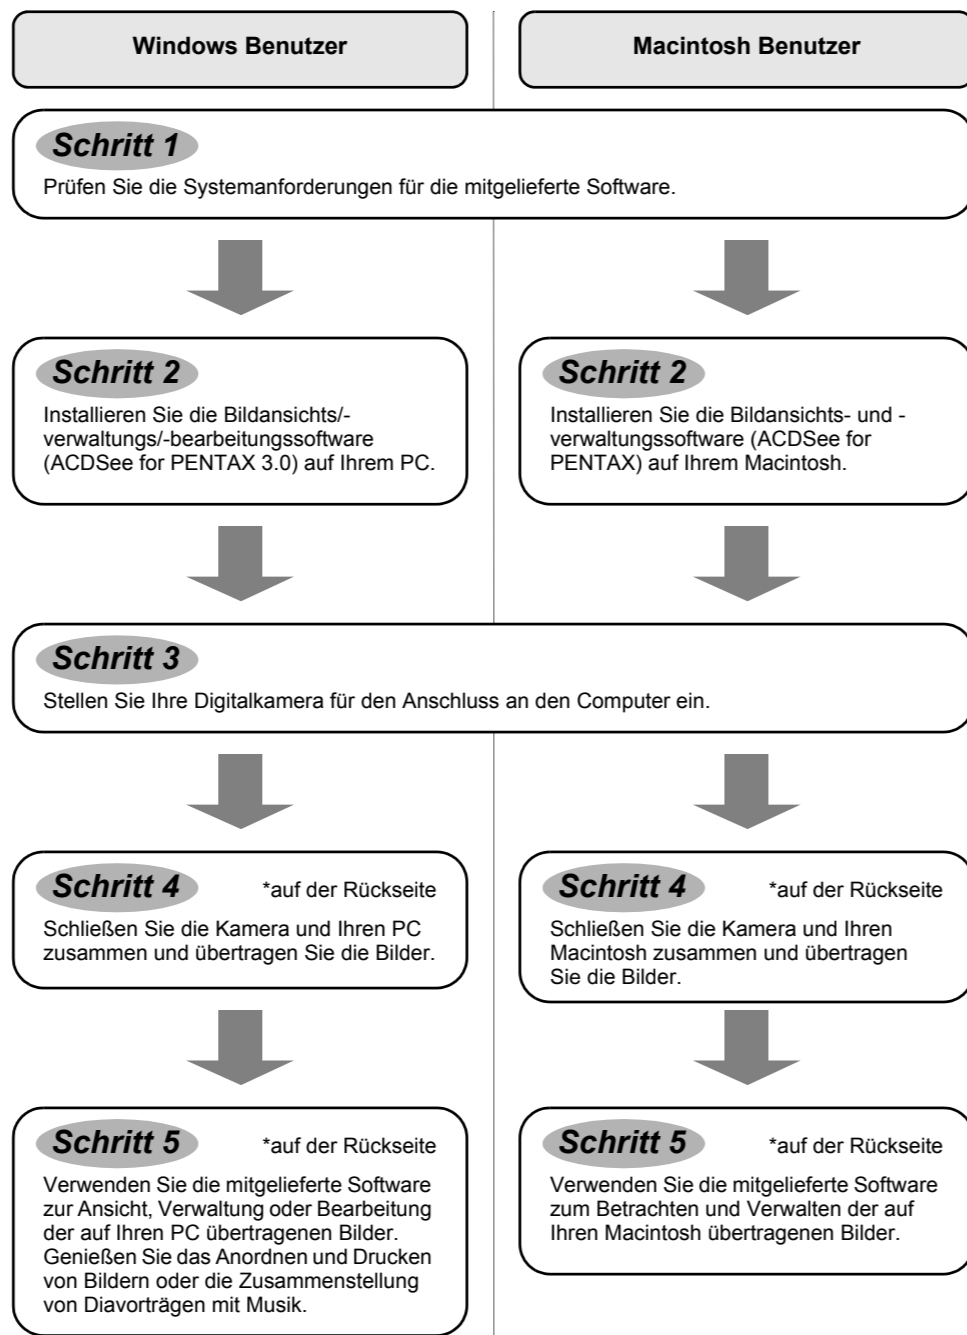 Windows Benutzer
Macintosh Benutzer
Schritt 1
Prüfen Sie die Systemanforderungen für die mitgelieferte Software.
Schritt 2
Installieren Sie die Bildansichts/-
verwaltungs/-bearbeitungssoftware
(ACDSee for PENTAX 3.0) auf Ihrem PC.
Schritt 2
Installieren Sie die Bildansichts- und -
verwaltungssoftware (ACDSee for
PENTAX) auf Ihrem Macintosh.
Schritt 3
Stellen Sie Ihre Digitalkamera für den Anschluss an den Computer ein.
Schritt 4 *auf der Rückseite
Schließen Sie die Kamera und Ihren PC
zusammen und übertragen Sie die Bilder.
Schritt 4 *auf der Rückseite
Schließen Sie die Kamera und Ihren
Macintosh zusammen und übertragen
Sie die Bilder.
Schritt 5 *auf der Rückseite
Verwenden Sie die mitgelieferte Software
zur Ansicht, Verwaltung oder Bearbeitung
der auf Ihren PC übertragenen Bilder.
Genießen Sie das Anordnen und Drucken
von Bildern oder die Zusammenstellung
von Diavorträgen mit Musik.
Schritt 5 *auf der Rückseite
Verwenden Sie die mitgelieferte Software
zum Betrachten und Verwalten der auf
Ihren Macintosh übertragenen Bilder.